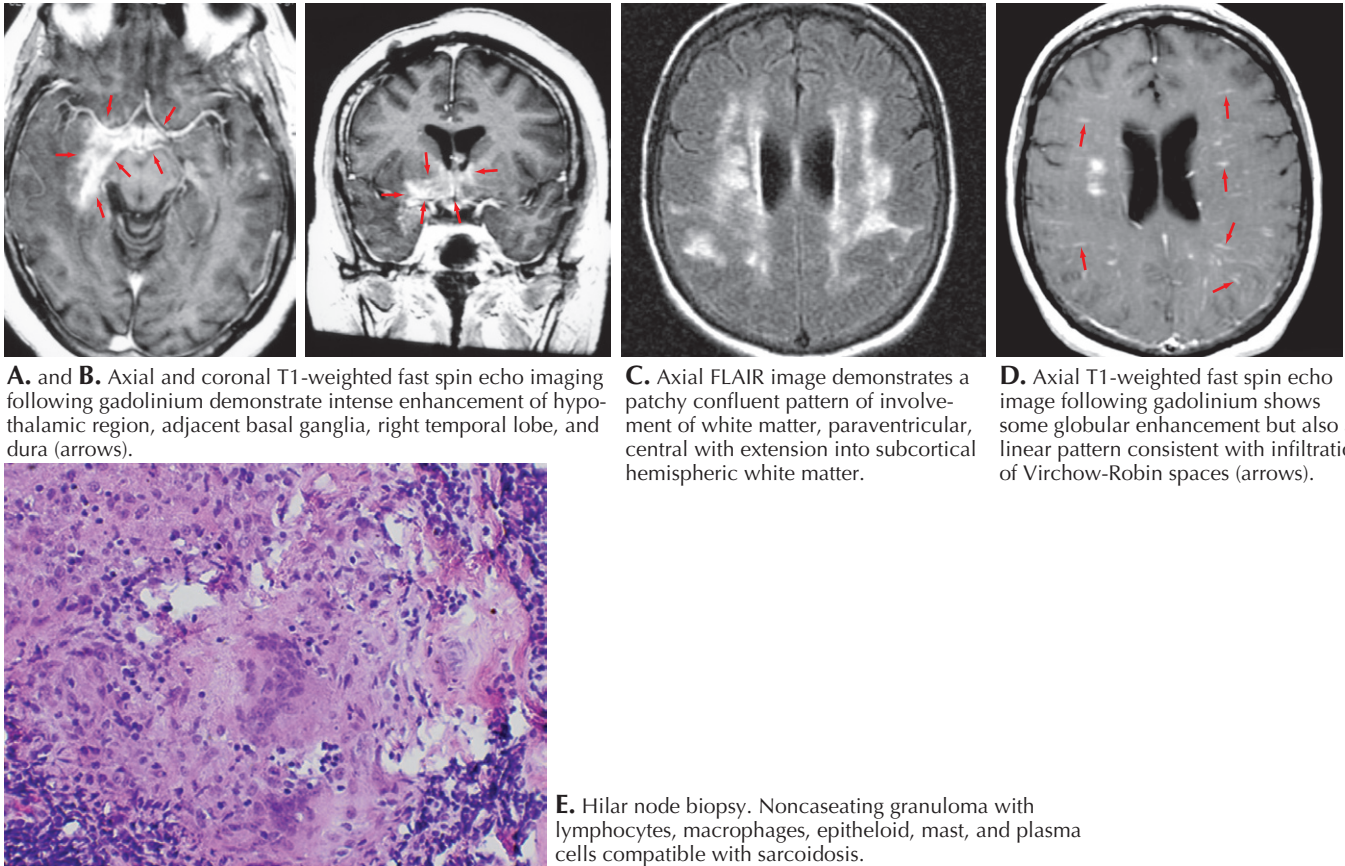 A. and B. Axial and coronal T1-weighted fast spin echo imaging
following gadolinium demonstrate intense enhancement of hypo-
thalamic region, adjacent basal ganglia, right temporal lobe, and
dura (arrows).
C. Axial FLAIR image demonstrates a
patchy confluent pattern of involve-
ment of white matter, paraventricular,
central with extension into subcortical
hemispheric white matter.
D. Axial T1-weighted fast spin echo
image following gadolinium shows
some globular enhancement but also
linear pattern consistent with infiltrati
of Virchow-Robin spaces (arrows).
E. Hilar node biopsy. Noncaseating granuloma with
lymphocytes, macrophages, epitheloid, mast, and plasma
cells compatible with sarcoidosis.